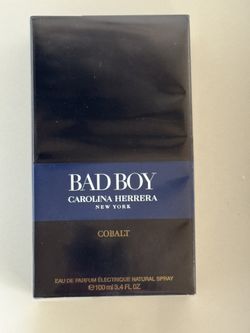 BAD BOY
CAROLINA HERRERA
NEW YORK
COBALT
EAU DE PARFUM ÉLECTRIQUE NATURAL SPRAY
℮100 ml 3.4 FL. OZ.